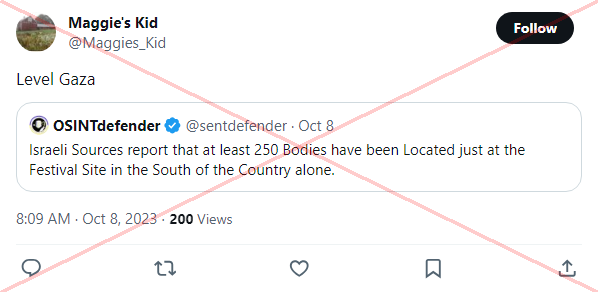 Maggie's Kid
@Maggies_Kid
Follow
Level Gaza
OSINTdefender @sentdefender · Oct 8
Israeli Sources report that at least 250 Bodies have been Located just at the
Festival Site in the South of the Country alone.
8:09 AM · Oct 8, 2023 · 200 Views